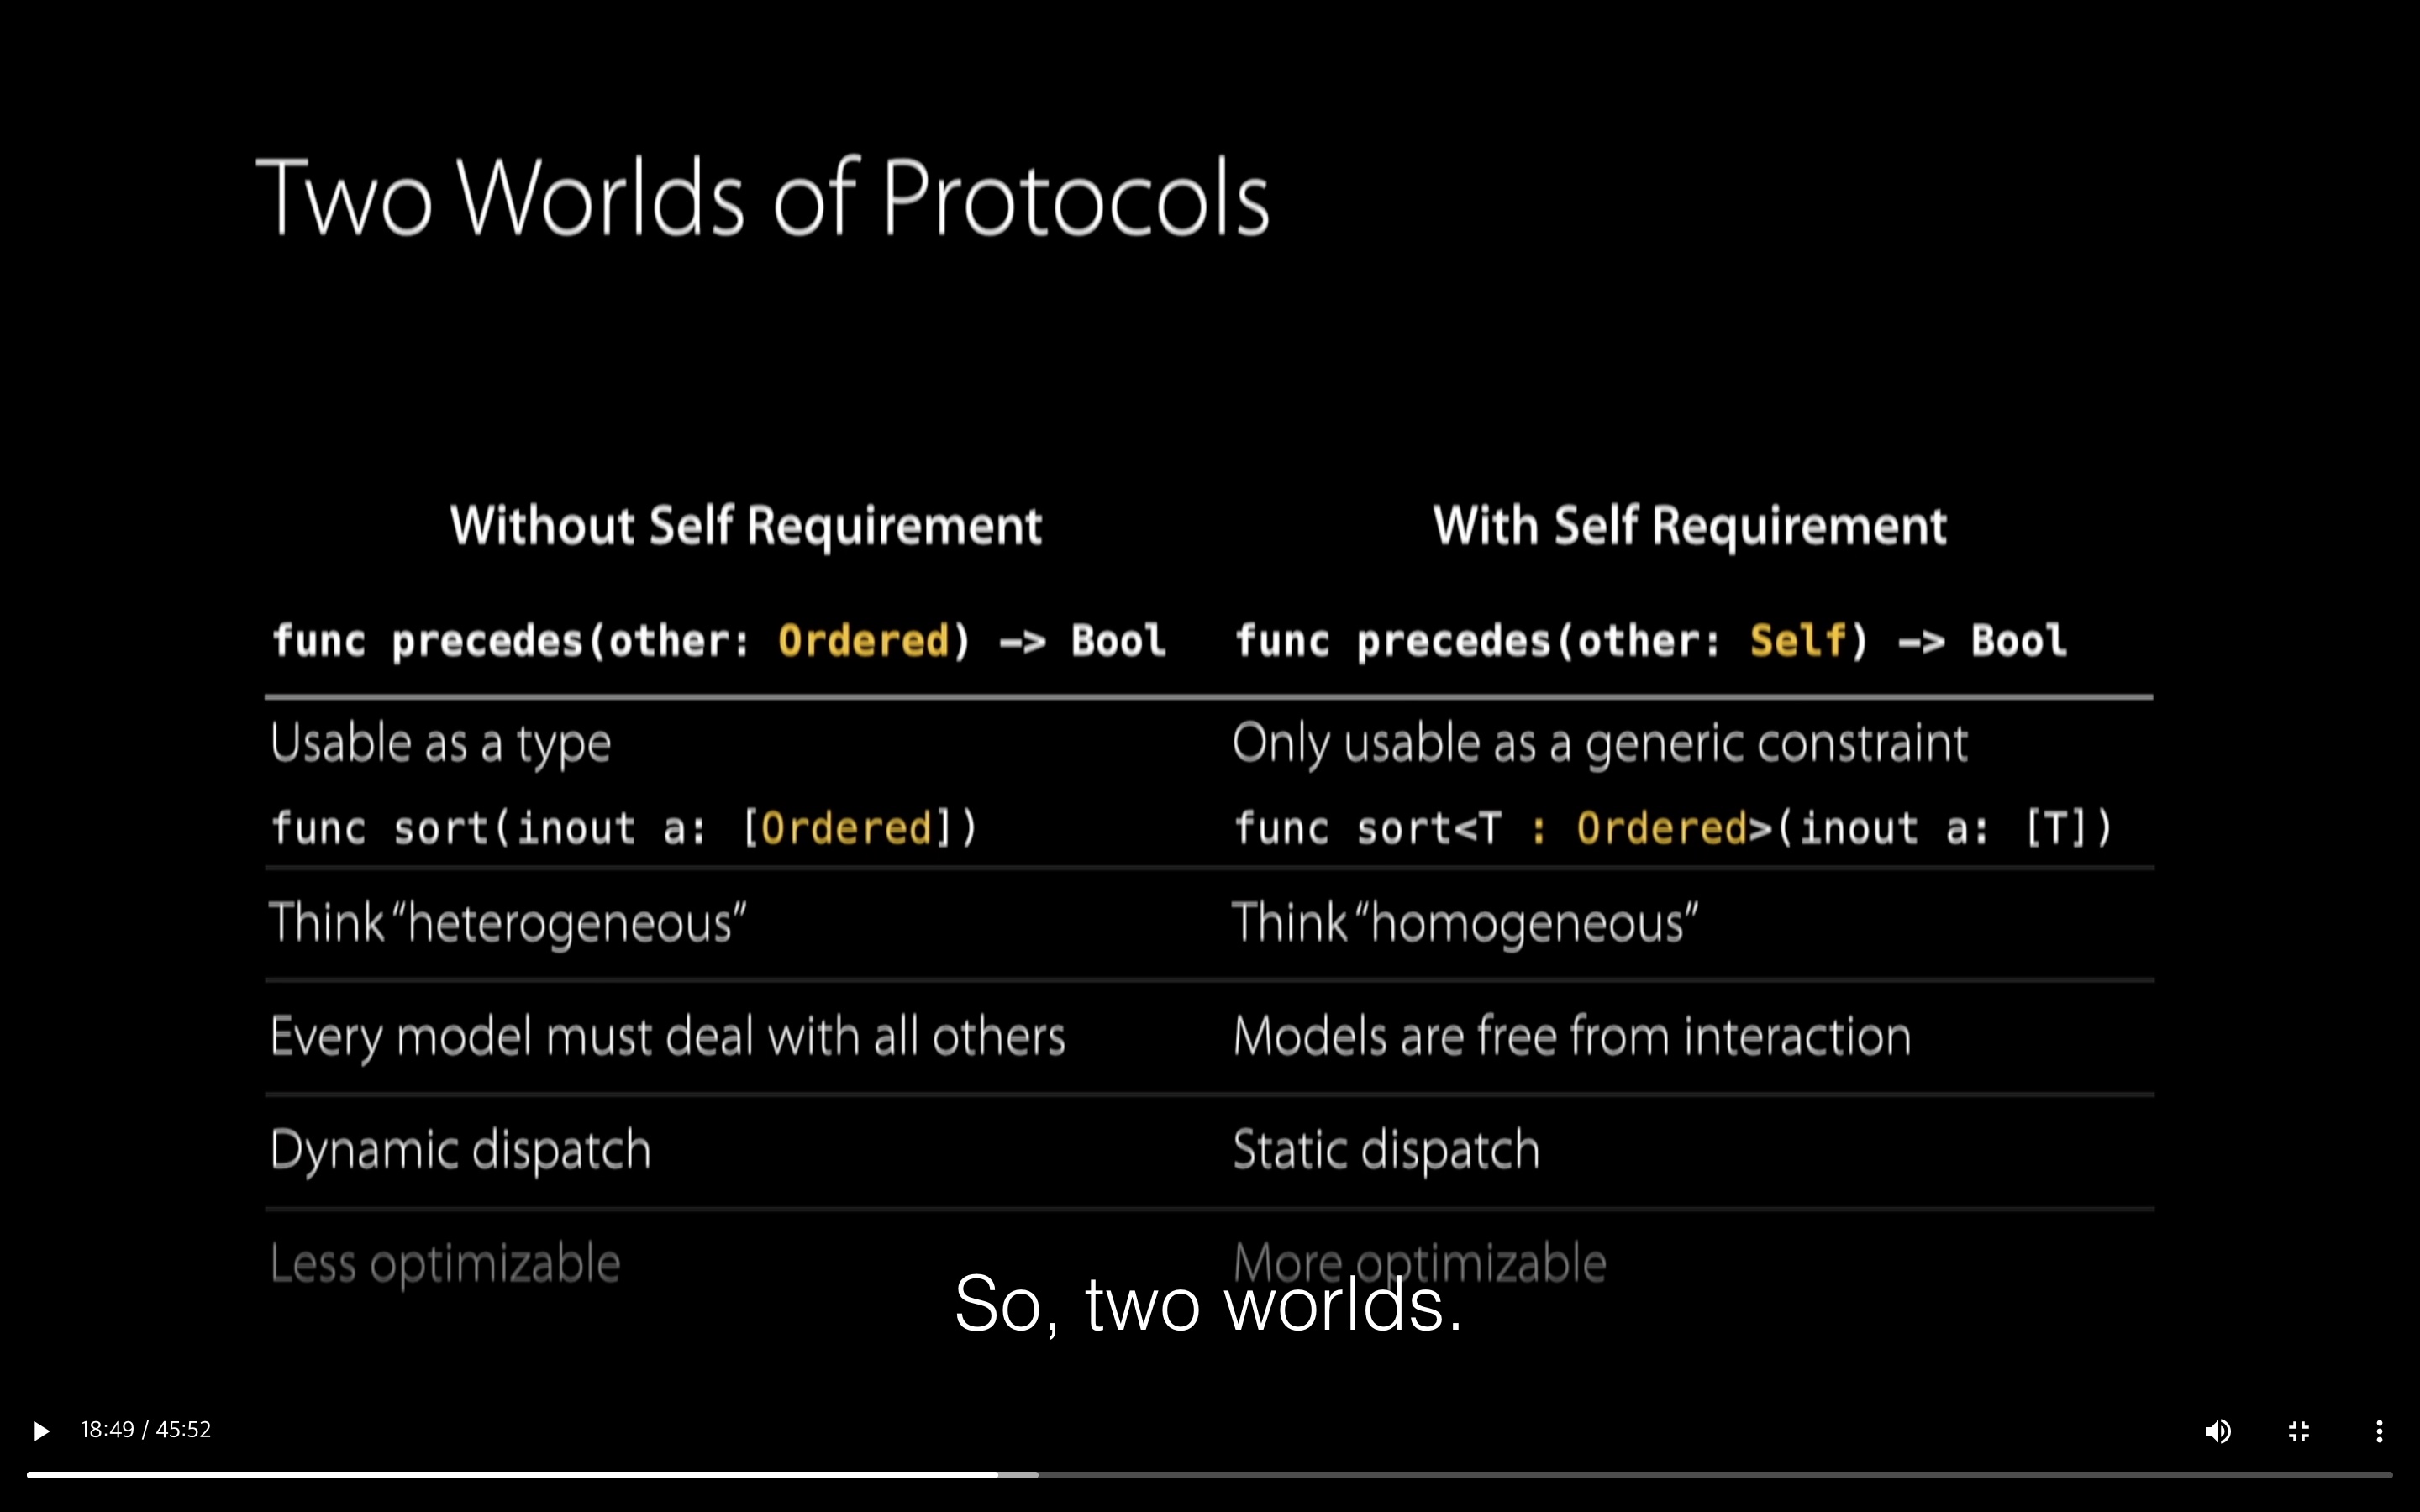 Two Worlds of Protocols
Without Self Requirement
With Self Requirement
func precedes(other: Ordered) -> Bool
func precedes(other: Self) -> Bool
Usable as a type
Only usable as a generic constraint
func sort(inout a: [Ordered])
func sort<T : Ordered>(inout a: [T])
Think “heterogeneous”
Think “homogeneous”
Every model must deal with all others
Models are free from interaction
Dynamic dispatch
Static dispatch
Less optimizable
More optimizable
So, two worlds.
18:49 / 45:52